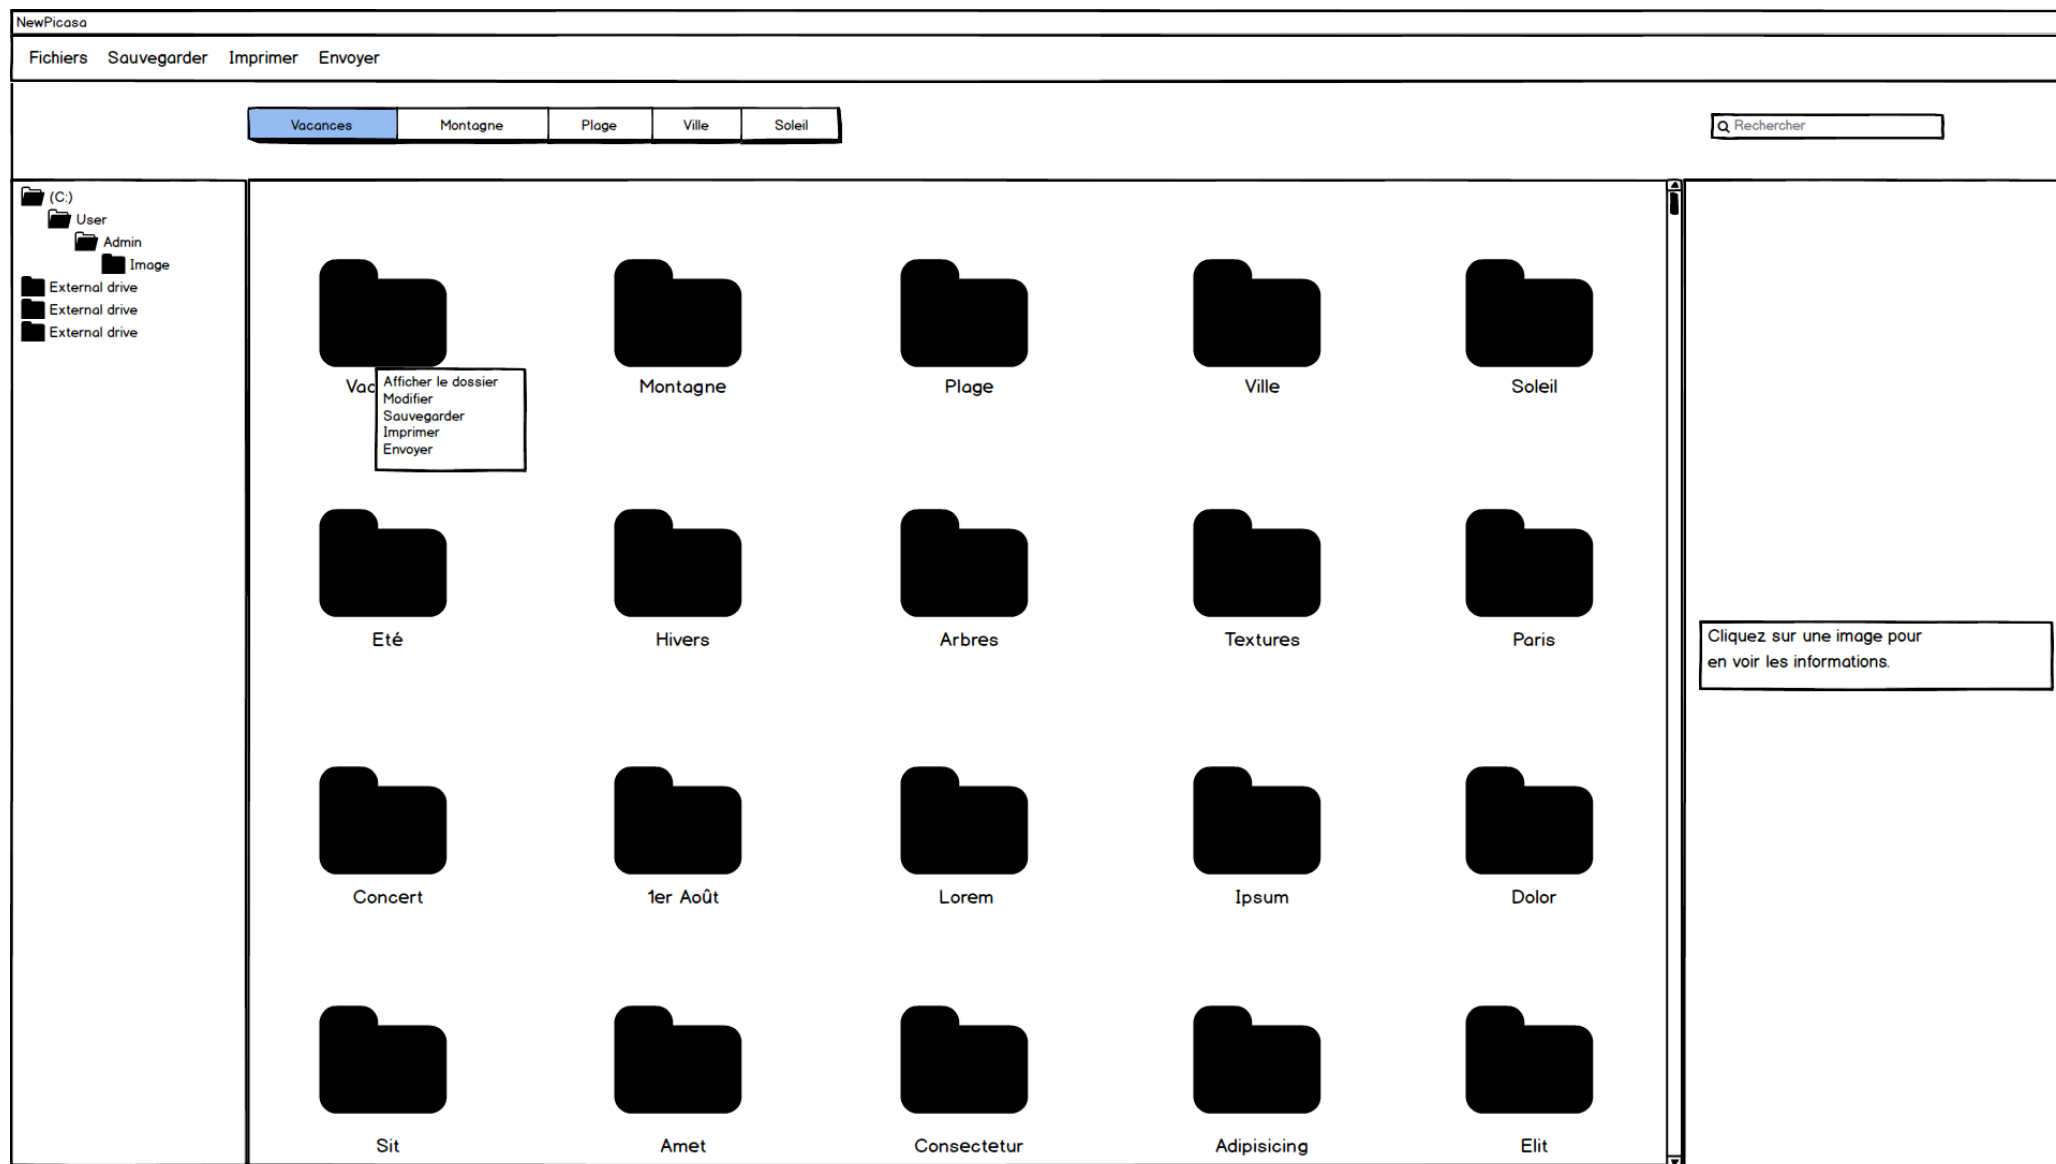 NewPicasa
Fichiers Sauvegarder Imprimer Envoyer
Vacances Montagne Plage Ville Soleil
Rechercher
(C:)
User
Admin
Image
External drive
External drive
External drive
Vac Montagne Plage Ville Soleil
Afficher le dossier
Modifier
Sauvegarder
Imprimer
Envoyer
Eté Hivers Arbres Textures Paris
Concert 1er Août Lorem Ipsum Dolor
Sit Amet Consectetur Adipisicing Elit
Cliquez sur une image pour
en voir les informations.